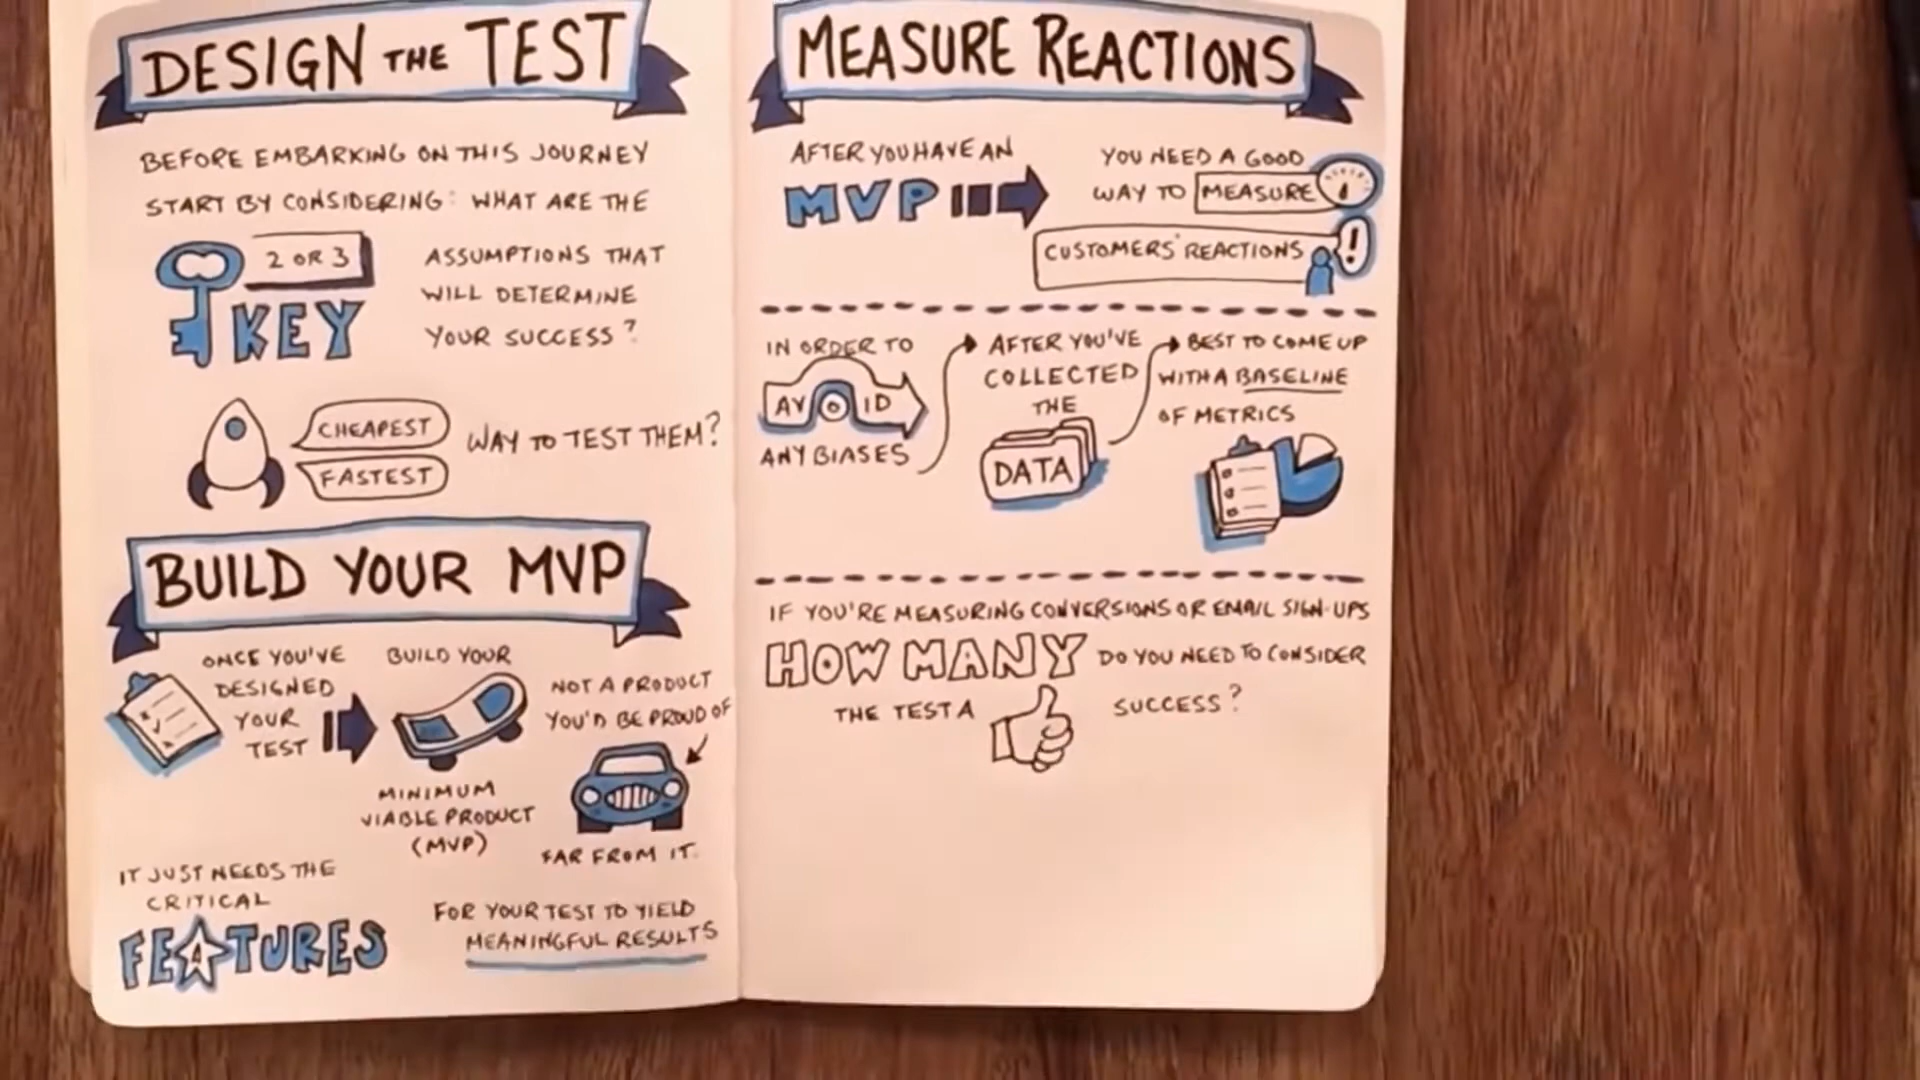 DESIGN THE TEST
BEFORE EMBARKING ON THIS JOURNEY
START BY CONSIDERING: WHAT ARE THE
2 OR 3
KEY
ASSUMPTIONS THAT
WILL DETERMINE
YOUR SUCCESS?
CHEAPEST
FASTEST
WAY TO TEST THEM?
BUILD YOUR MVP
ONCE YOU'VE
DESIGNED
YOUR
TEST
BUILD YOUR
MINIMUM
VIABLE PRODUCT
(MVP)
NOT A PRODUCT
YOU'D BE PROUD OF
FAR FROM IT.
IT JUST NEEDS THE
CRITICAL
FEATURES
FOR YOUR TEST TO YIELD
MEANINGFUL RESULTS
MEASURE REACTIONS
AFTER YOU HAVE AN
MVP
YOU NEED A GOOD
WAY TO MEASURE
CUSTOMERS' REACTIONS
!
IN ORDER TO
AVOID
ANY BIASES
AFTER YOU'VE
COLLECTED
THE
DATA
BEST TO COME UP
WITH A BASELINE
OF METRICS
IF YOU'RE MEASURING CONVERSIONS OR EMAIL SIGN-UPS
HOW MANY DO YOU NEED TO CONSIDER
THE TEST A SUCCESS?